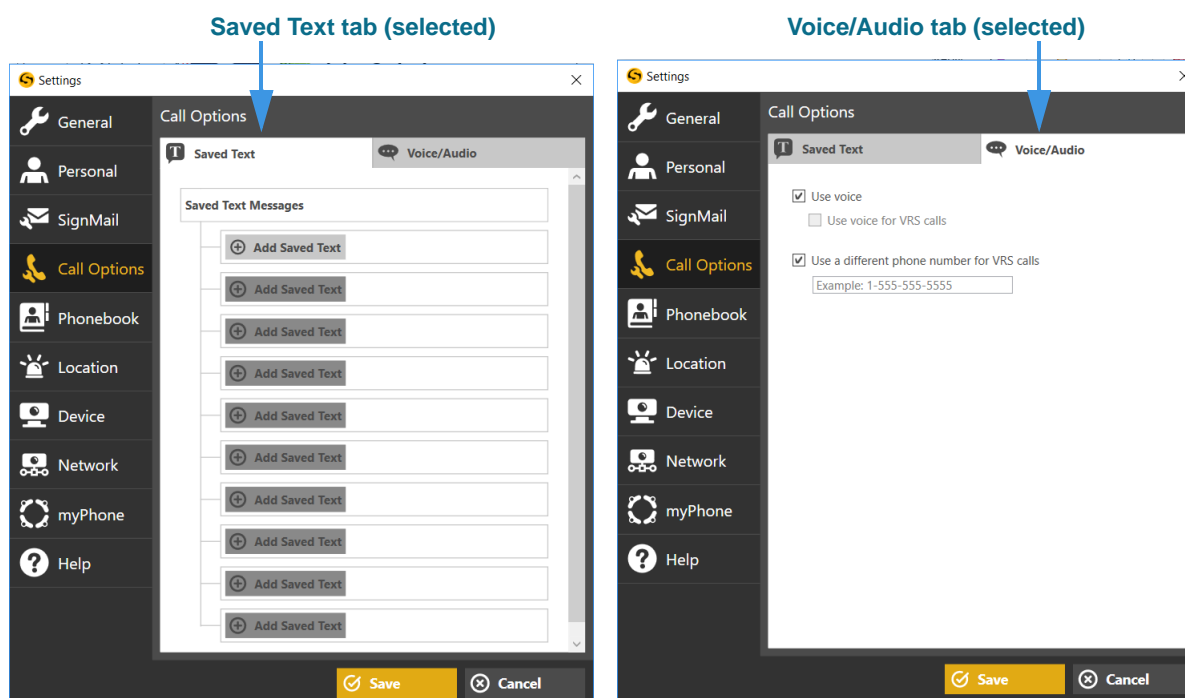 Saved Text tab (selected)
Settings
General
Personal
SignMail
Call Options
Phonebook
Location
Device
Network
myPhone
Help
Call Options
Saved Text
Voice/Audio
Saved Text Messages
Add Saved Text
Add Saved Text
Add Saved Text
Add Saved Text
Add Saved Text
Add Saved Text
Add Saved Text
Add Saved Text
Add Saved Text
Add Saved Text
Save
Cancel
Voice/Audio tab (selected)
Settings
General
Personal
SignMail
Call Options
Phonebook
Location
Device
Network
myPhone
Help
Call Options
Saved Text
Voice/Audio
Use voice
Use voice for VRS calls
Use a different phone number for VRS calls
Example: 1-555-555-5555
Save
Cancel